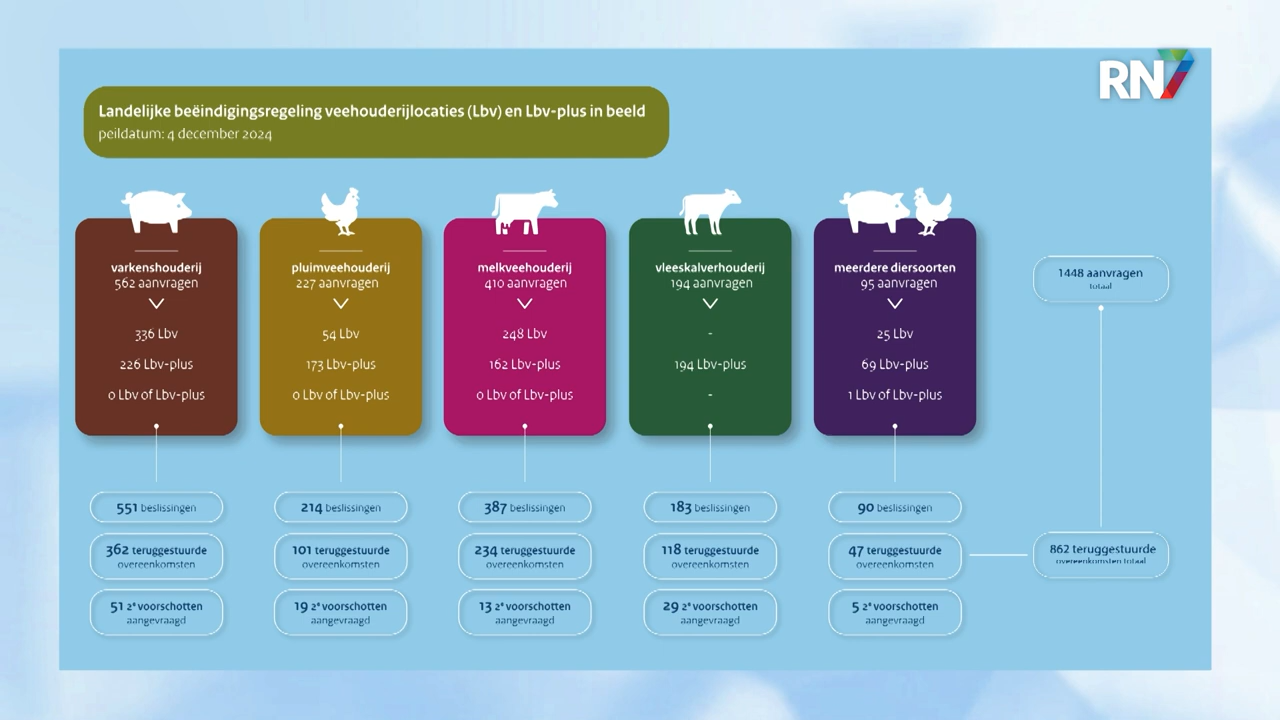 RN7
Landelijke beëindigingsregeling veehouderijlocaties (Lbv) en Lbv-plus in beeld
peildatum: 4 december 2024
varkenshouderij
562 aanvragen
336 Lbv
226 Lbv-plus
0 Lbv of Lbv-plus
551 beslissingen
362 teruggestuurde
overeenkomsten
51 2e voorschotten
aangevraagd
pluimveehouderij
227 aanvragen
54 Lbv
173 Lbv-plus
0 Lbv of Lbv-plus
214 beslissingen
101 teruggestuurde
overeenkomsten
19 2e voorschotten
aangevraagd
melkveehouderij
410 aanvragen
248 Lbv
162 Lbv-plus
0 Lbv of Lbv-plus
387 beslissingen
234 teruggestuurde
overeenkomsten
13 2e voorschotten
aangevraagd
vleeskalverhouderij
194 aanvragen
-
194 Lbv-plus
-
183 beslissingen
118 teruggestuurde
overeenkomsten
29 2e voorschotten
aangevraagd
meerdere diersoorten
95 aanvragen
25 Lbv
69 Lbv-plus
1 Lbv of Lbv-plus
90 beslissingen
47 teruggestuurde
overeenkomsten
5 2e voorschotten
aangevraagd
1448 aanvragen
totaal
862 teruggestuurde
overeenkomsten totaal